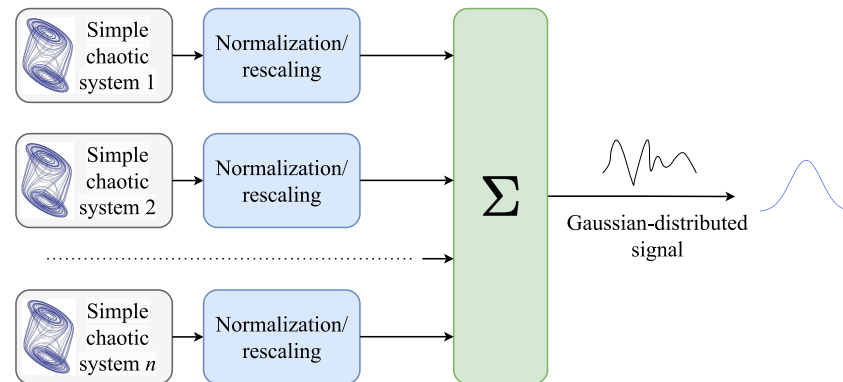 Simple
chaotic
system 1
Normalization/
rescaling
Simple
chaotic
system 2
Normalization/
rescaling
Σ
Gaussian-distributed
signal
Simple
chaotic
system n
Normalization/
rescaling